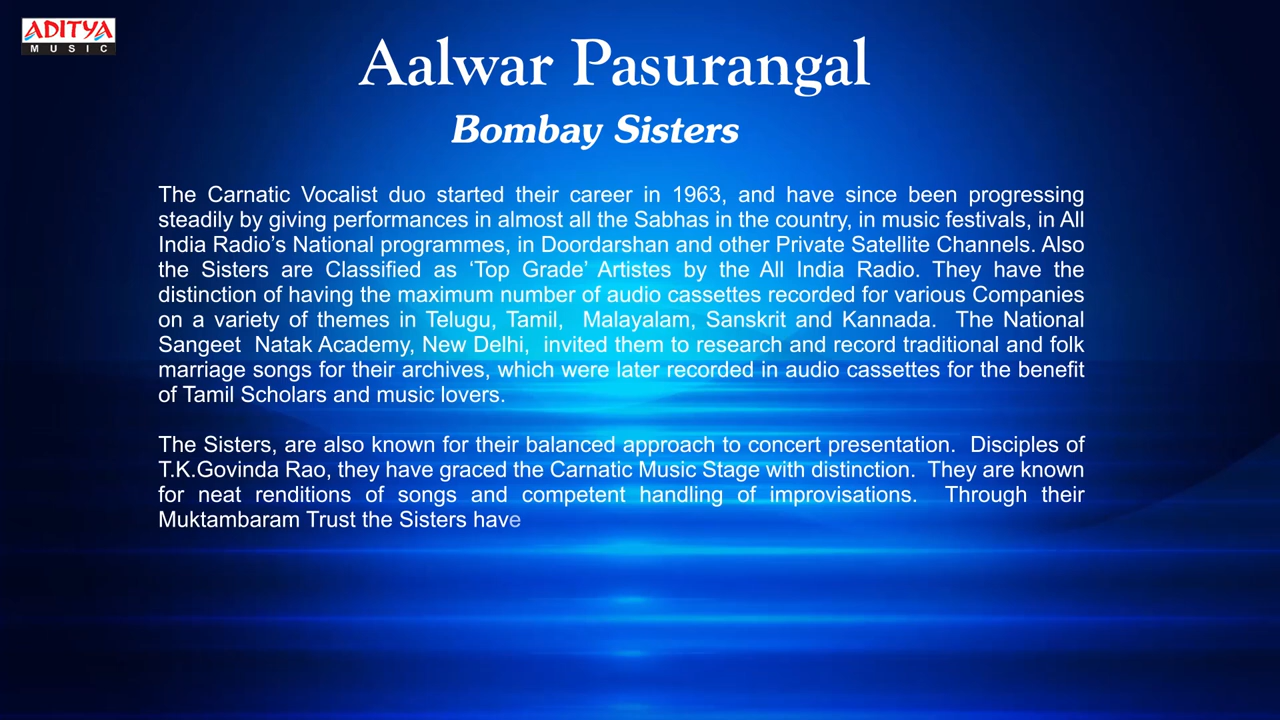 ADITYA
MUSIC
Aalwar Pasurangal
Bombay Sisters
The Carnatic Vocalist duo started their career in 1963, and have since been progressing
steadily by giving performances in almost all the Sabhas in the country, in music festivals, in All
India Radio’s National programmes, in Doordarshan and other Private Satellite Channels. Also
the Sisters are Classified as ‘Top Grade’ Artistes by the All India Radio. They have the
distinction of having the maximum number of audio cassettes recorded for various Companies
on a variety of themes in Telugu, Tamil, Malayalam, Sanskrit and Kannada. The National
Sangeet Natak Academy, New Delhi, invited them to research and record traditional and folk
marriage songs for their archives, which were later recorded in audio cassettes for the benefit
of Tamil Scholars and music lovers.
The Sisters, are also known for their balanced approach to concert presentation. Disciples of
T.K.Govinda Rao, they have graced the Carnatic Music Stage with distinction. They are known
for neat renditions of songs and competent handling of improvisations. Through their
Muktambaram Trust the Sisters have